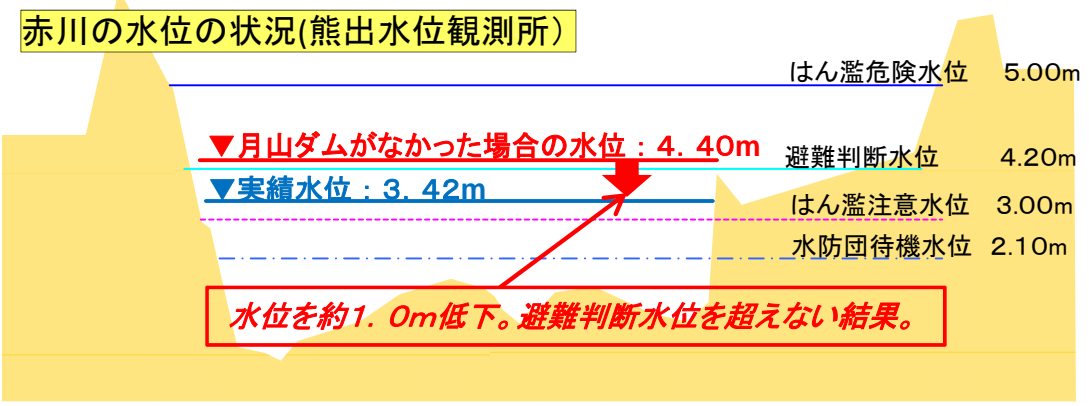 赤川の水位の状況(熊出水位観測所）
はん濫危険水位　5.00m
▼月山ダムがなかった場合の水位：4．40m
避難判断水位　4.20m
▼実績水位：3．42m
はん濫注意水位　3.00m
水防団待機水位　2.10m
水位を約1．0m低下。避難判断水位を超えない結果。